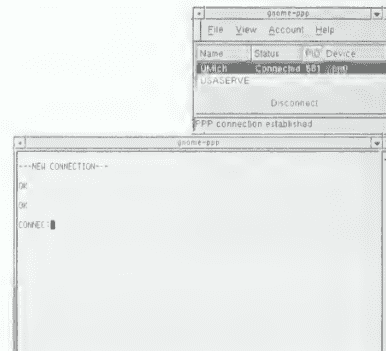 gnome-ppp
File View Account Help
Name Status PID Device
UMich Connected 681
USASERVE
Disconnect
PPP connection established
gnome-ppp
---NEW CONNECTION---
OK
OK
CONNECT